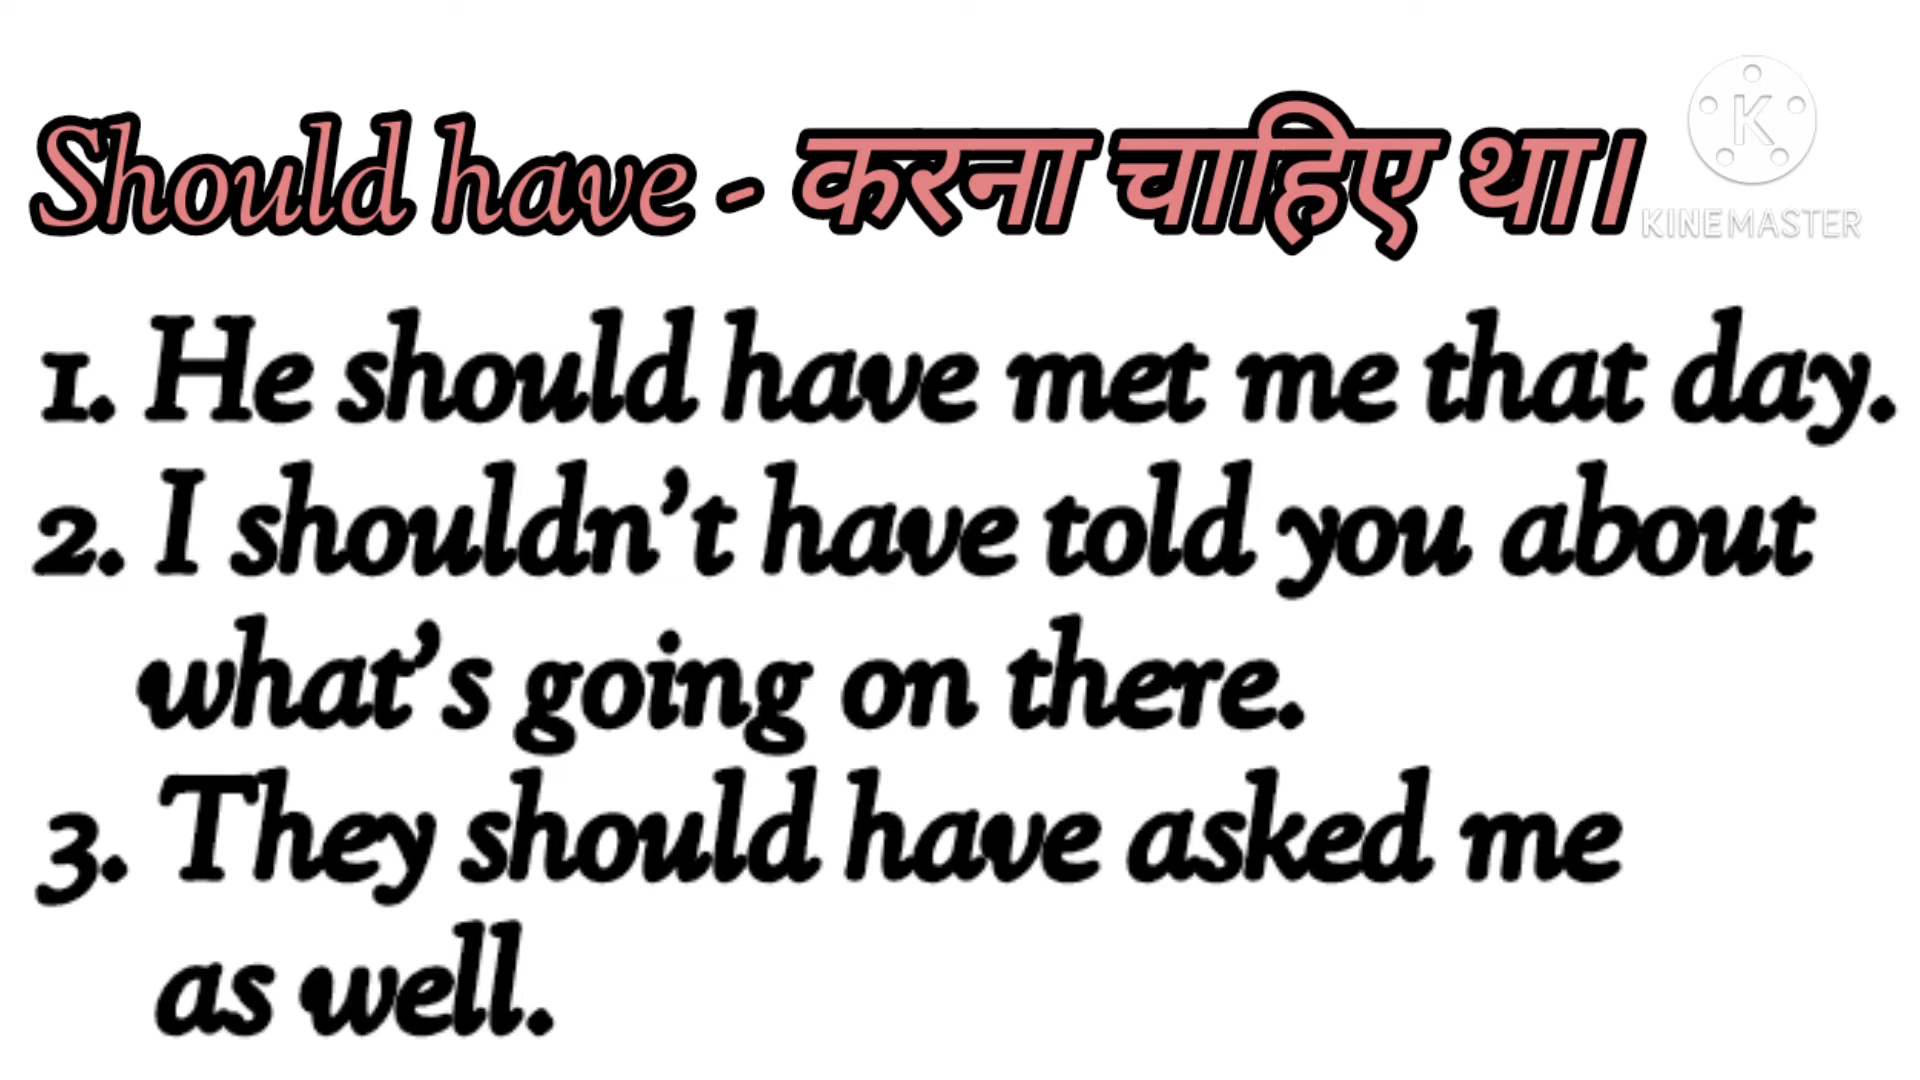 Should have - करना चाहिए था।
K
KINEMASTER
1. He should have met me that day.
2. I shouldn’t have told you about
what’s going on there.
3. They should have asked me
as well.